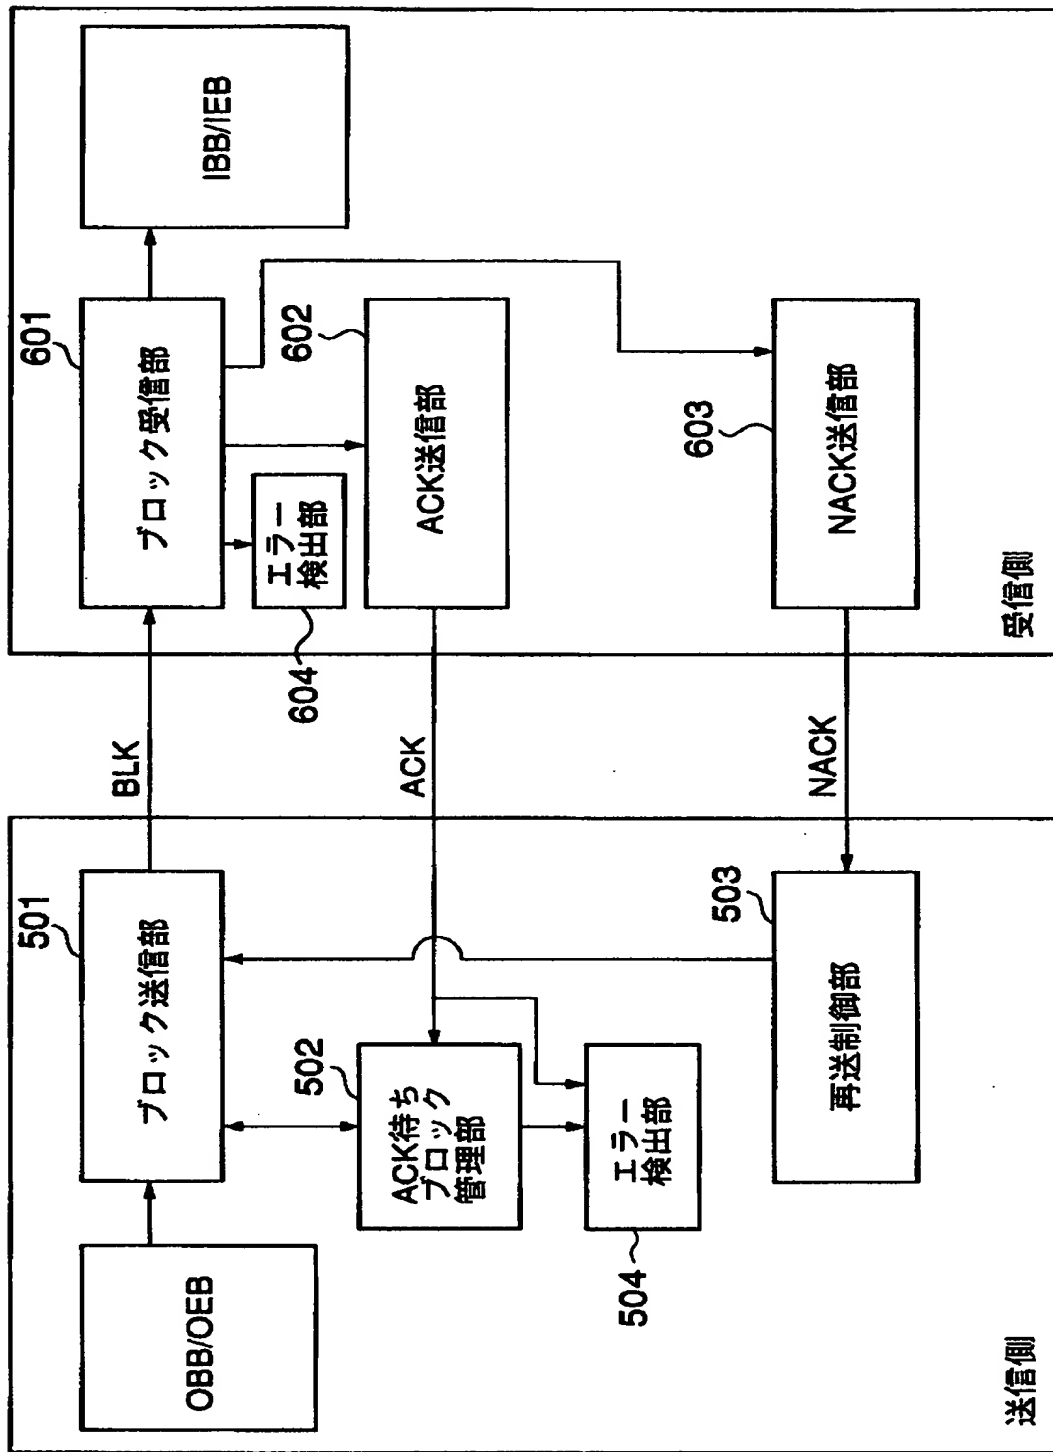 OBB/OEB
501
ブロック送信部
502
ACK待ち
ブロック
管理部
504
エラー
検出部
503
再送制御部
送信側
BLK
ACK
NACK
601
ブロック受信部
IBB/IEB
604
エラー
検出部
602
ACK送信部
603
NACK送信部
受信側